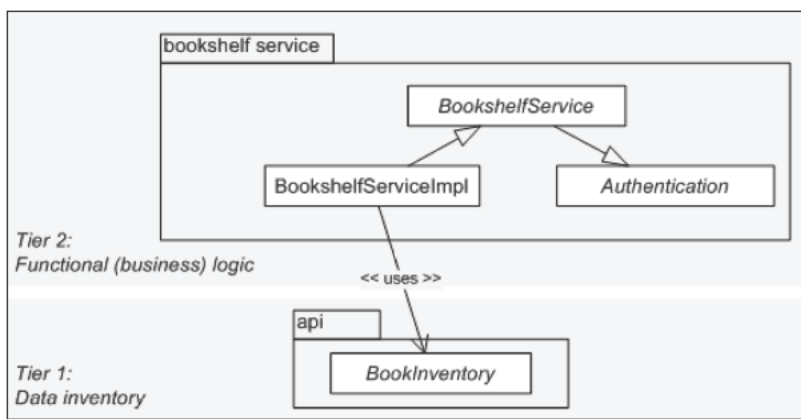 bookshelf service
BookshelfService
BookshelfServiceImpl
Authentication
Tier 2:
Functional (business) logic
<< uses >>
api
BookInventory
Tier 1:
Data inventory